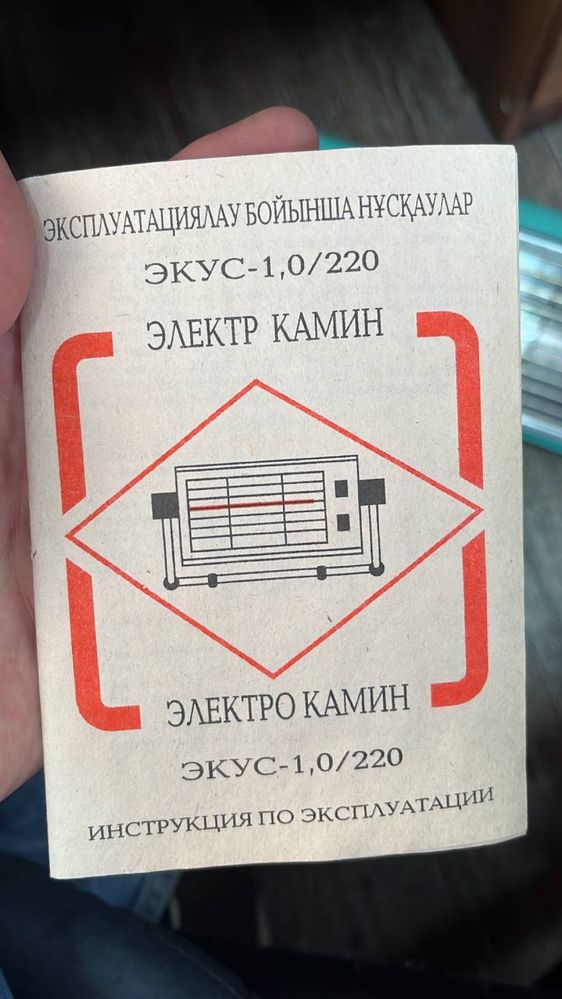 ЭКСПЛУАТАЦИЯЛАУ БОЙЫНША НҰСҚАУЛАР
ЭКУС-1,0/220
ЭЛЕКТР КАМИН
ЭЛЕКТРО КАМИН
ЭКУС-1,0/220
ИНСТРУКЦИЯ ПО ЭКСПЛУАТАЦИИ